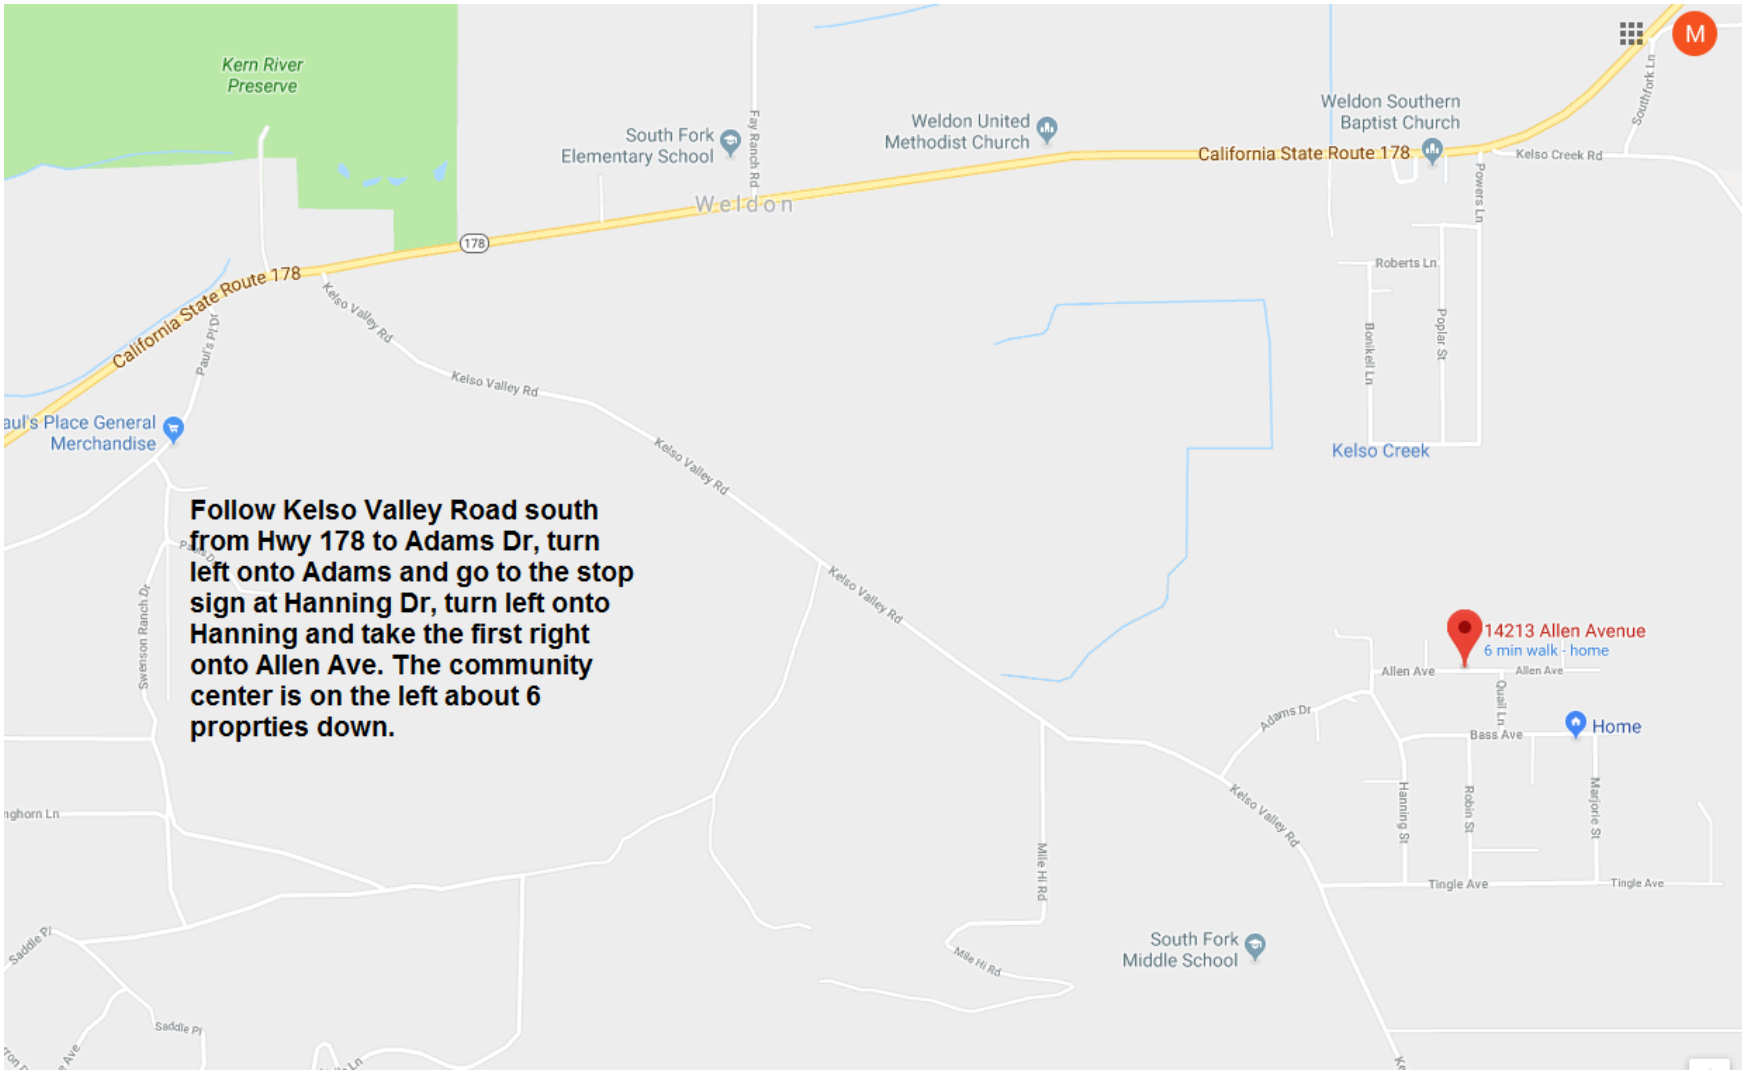 Kern River
Preserve
M
Southfork Ln
Weldon Southern
Baptist Church
Weldon United
Methodist Church
South Fork
Elementary School
Fay Ranch Rd
California State Route 178
Kelso Creek Rd
Powers Ln
Weldon
178
California State Route 178
Roberts Ln
Kelso Valley Rd
Paul's Pl Dr
Poplar St
Bonikell Ln
Kelso Valley Rd
aul's Place General
Merchandise
Kelso Valley Rd
Kelso Creek
Follow Kelso Valley Road south
from Hwy 178 to Adams Dr, turn
left onto Adams and go to the stop
sign at Hanning Dr, turn left onto
Hanning and take the first right
onto Allen Ave. The community
center is on the left about 6
proprties down.
Swenson Ranch Dr
Kelso Valley Rd
14213 Allen Avenue
6 min walk - home
Allen Ave
Allen Ave
Quail Ln
Adams Dr
Home
Bass Ave
Kelso Valley Rd
Hanning St
Robin St
Marjorie St
nghorn Ln
Mile Hi Rd
Tingle Ave
Tingle Ave
South Fork
Middle School
Saddle Pl
Mile Hi Rd
Saddle Pl
Ave
Ln